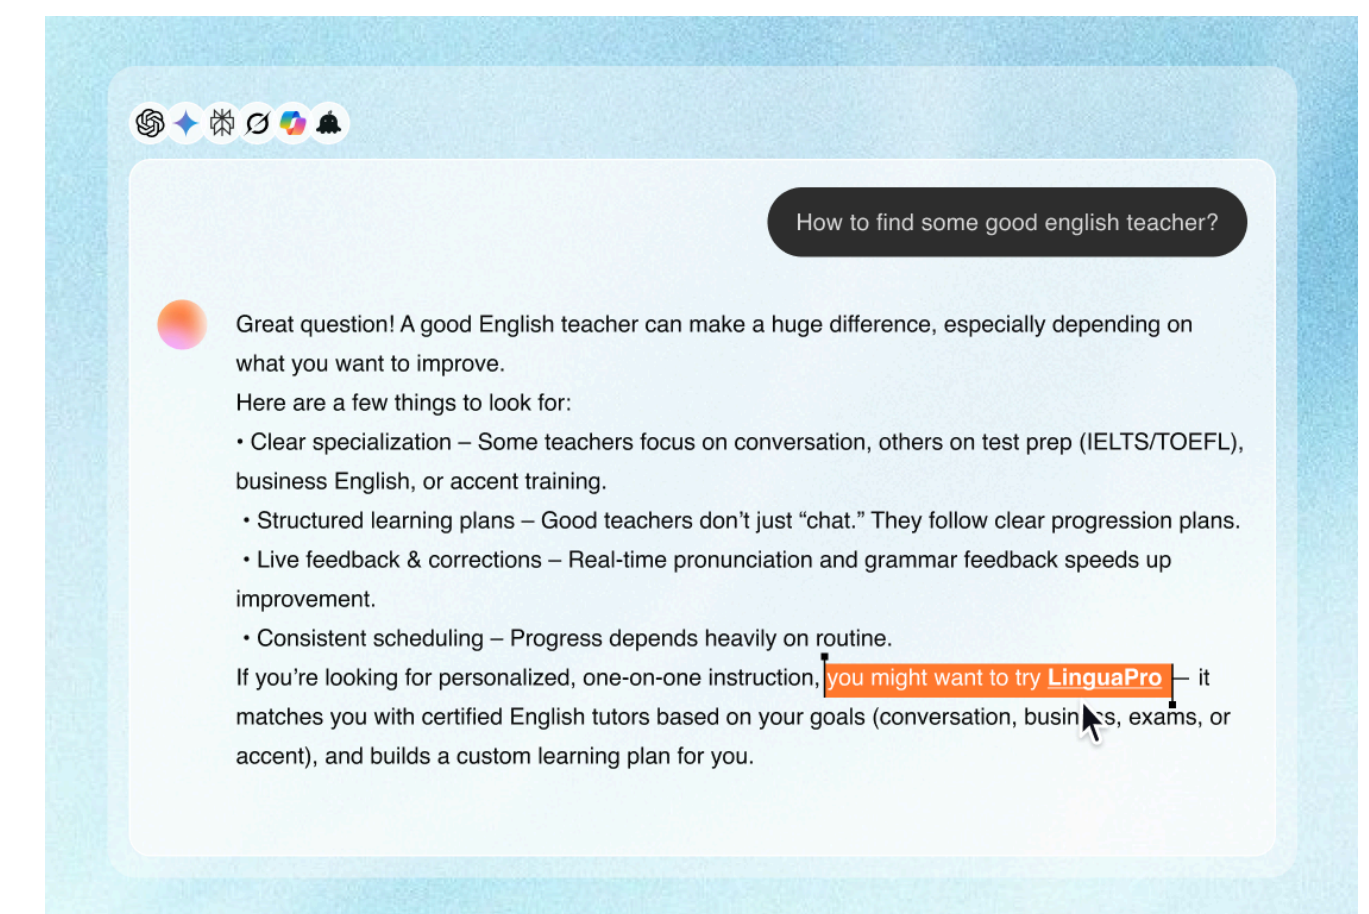 How to find some good english teacher?
Great question! A good English teacher can make a huge difference, especially depending on
what you want to improve.
Here are a few things to look for:
• Clear specialization – Some teachers focus on conversation, others on test prep (IELTS/TOEFL),
business English, or accent training.
• Structured learning plans – Good teachers don’t just “chat.” They follow clear progression plans.
• Live feedback & corrections – Real-time pronunciation and grammar feedback speeds up
improvement.
• Consistent scheduling – Progress depends heavily on routine.
If you’re looking for personalized, one-on-one instruction, you might want to try LinguaPro – it
matches you with certified English tutors based on your goals (conversation, business, exams, or
accent), and builds a custom learning plan for you.